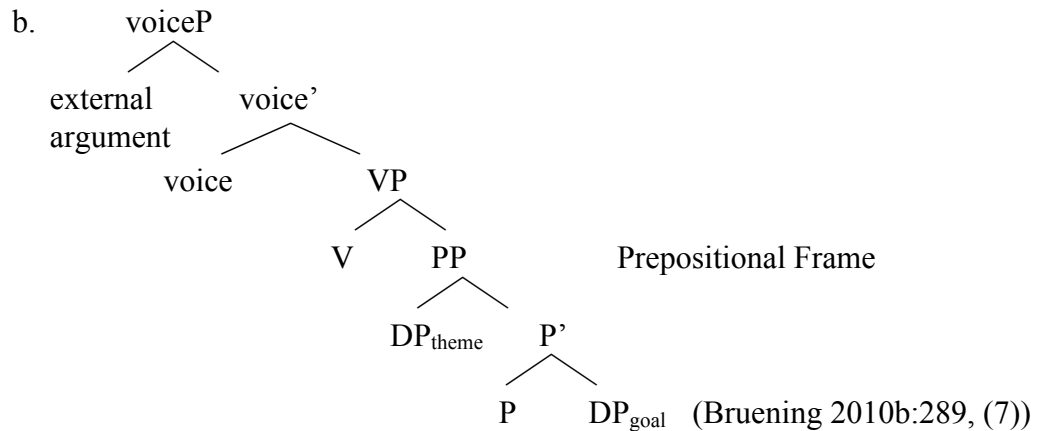 b. voiceP
external voice’
argument
voice VP
V PP Prepositional Frame
DPtheme P’
P DPgoal (Bruening 2010b:289, (7))